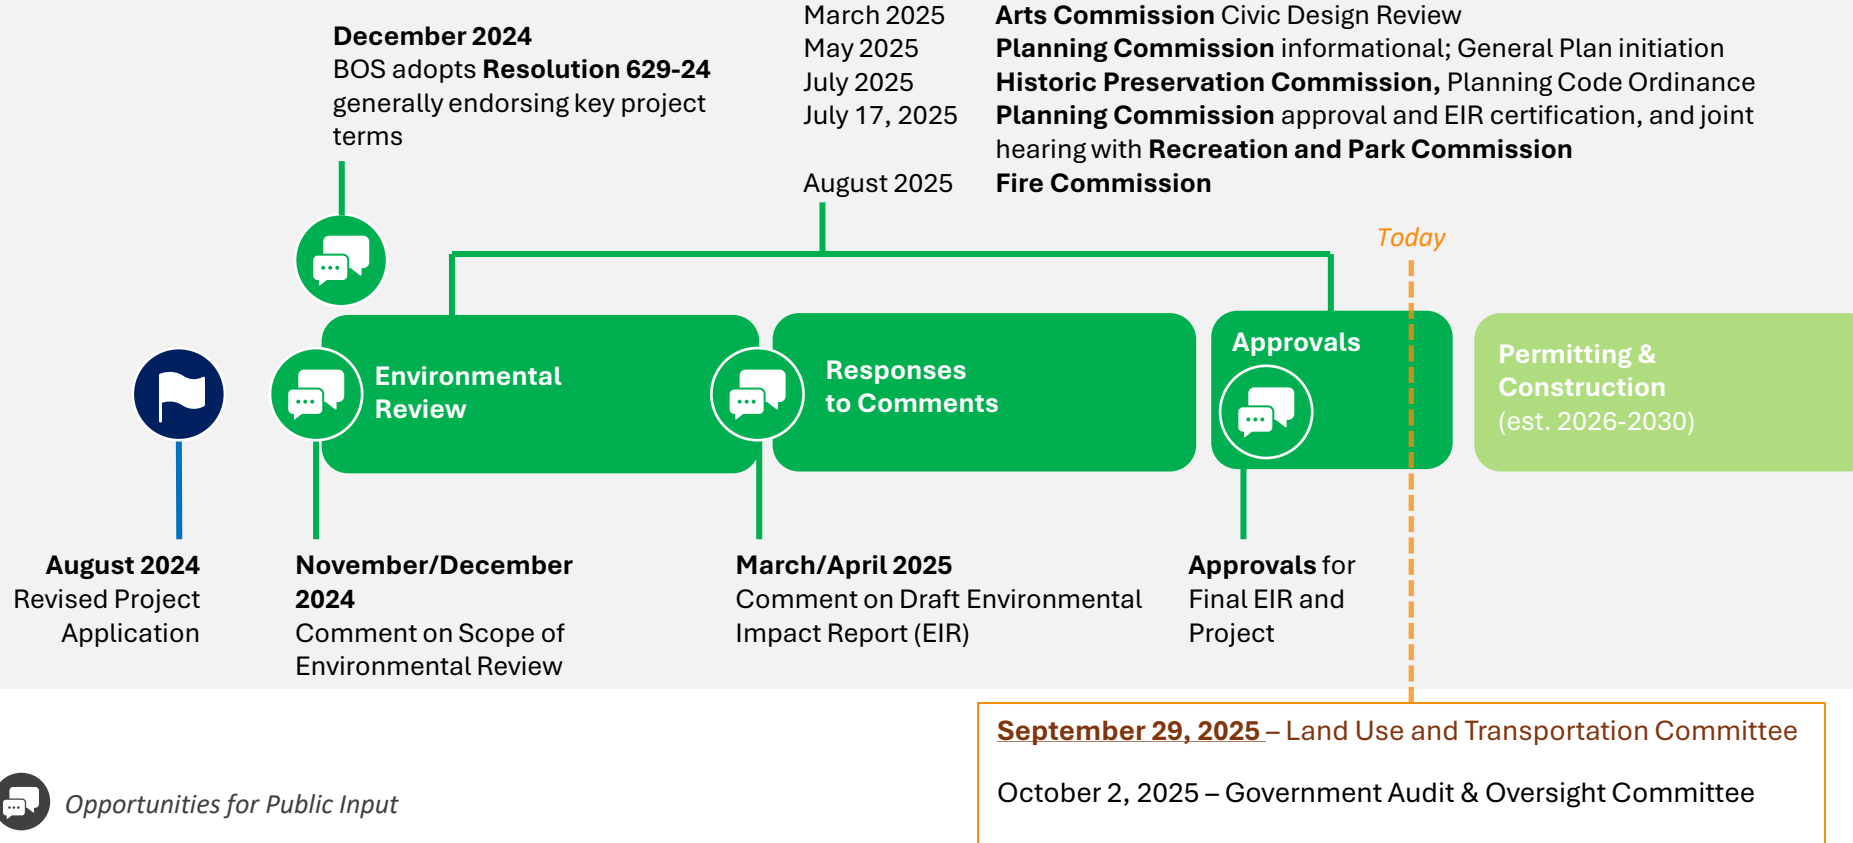 December 2024
BOS adopts Resolution 629-24
generally endorsing key project
terms
March 2025 Arts Commission Civic Design Review
May 2025 Planning Commission informational; General Plan initiation
July 2025 Historic Preservation Commission, Planning Code Ordinance
July 17, 2025 Planning Commission approval and EIR certification, and joint
hearing with Recreation and Park Commission
August 2025 Fire Commission
Today
Environmental
Review
Responses
to Comments
Approvals
Permitting &
Construction
(est. 2026-2030)
August 2024
Revised Project
Application
November/December
2024
Comment on Scope of
Environmental Review
March/April 2025
Comment on Draft Environmental
Impact Report (EIR)
Approvals for
Final EIR and
Project
September 29, 2025 – Land Use and Transportation Committee
October 2, 2025 – Government Audit & Oversight Committee
Opportunities for Public Input